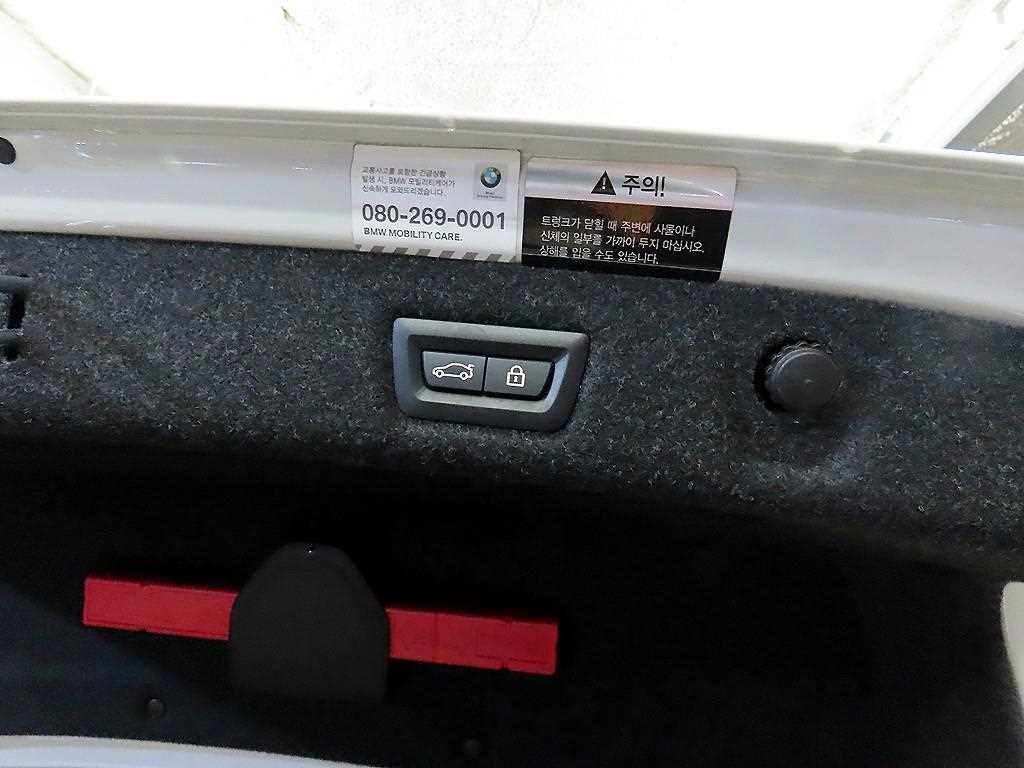 교통사고를 포함한 긴급상황
발생 시, BMW 모빌리티케어가
신속하게 도와드리겠습니다.
080-269-0001
BMW MOBILITY CARE.
주의!
트렁크가 닫힐 때 주변에 사물이나
신체의 일부를 가까이 두지 마십시오.
상해를 입을 수도 있습니다.